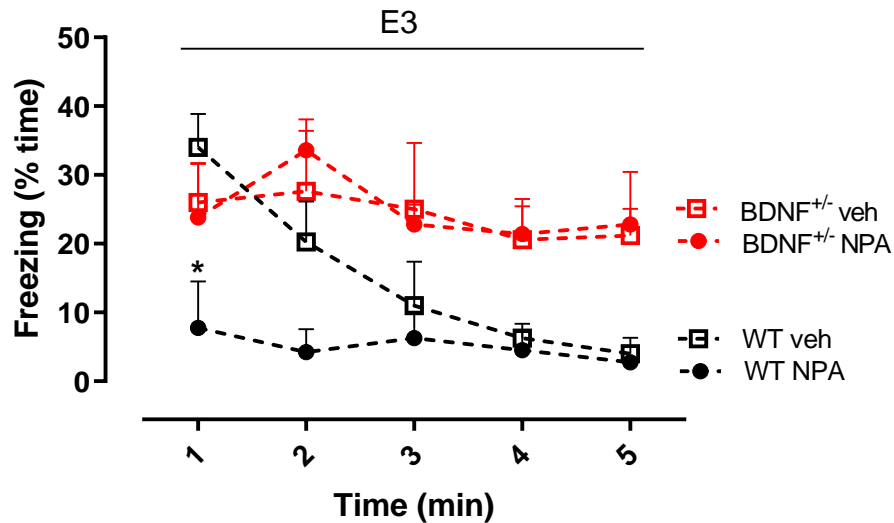 E3
Freezing (% time)
50
40
30
20
10
0
*
BDNF+/- veh
BDNF+/- NPA
WT veh
WT NPA
1 2 3 4 5
Time (min)